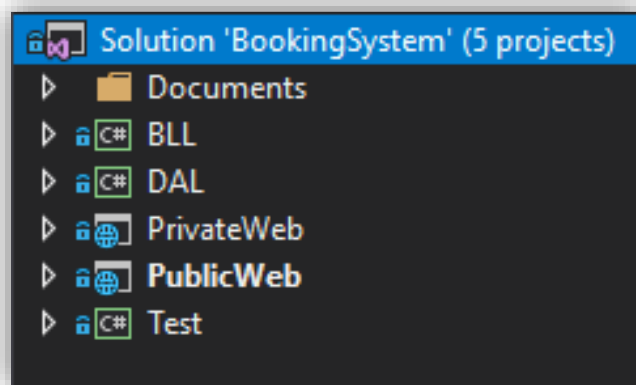 Solution 'BookingSystem' (5 projects)
Documents
C# BLL
C# DAL
PrivateWeb
PublicWeb
C# Test